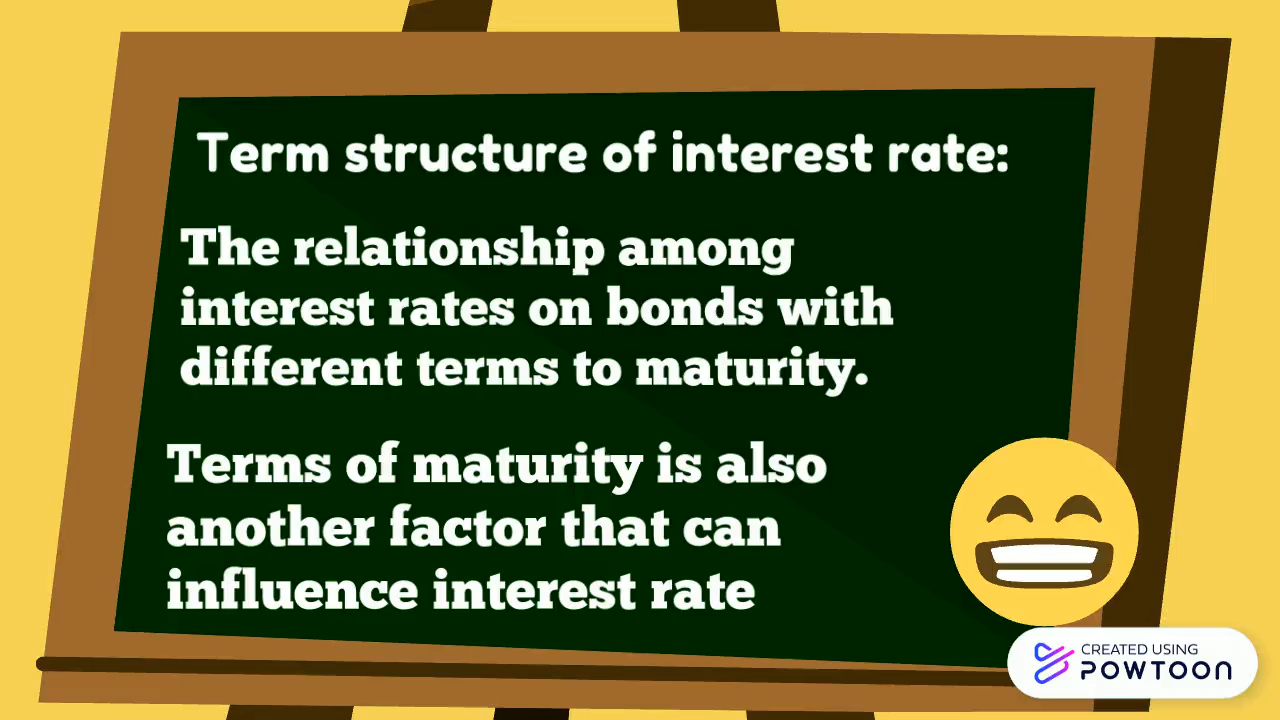 Term structure of interest rate:
The relationship among
interest rates on bonds with
different terms to maturity.
Terms of maturity is also
another factor that can
influence interest rate
CREATED USING
POWTOON